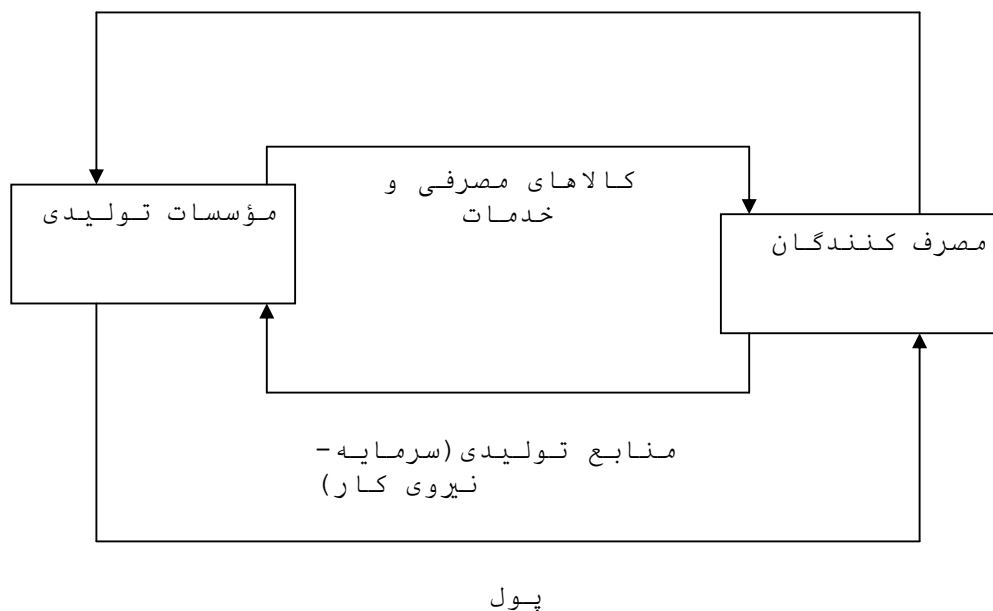 کالاهای مصرفی و
خدمات
مؤسسات تولیدی
مصرف کنندگان
منابع تولیدی(سرمایه-
نیروی کار)
پول